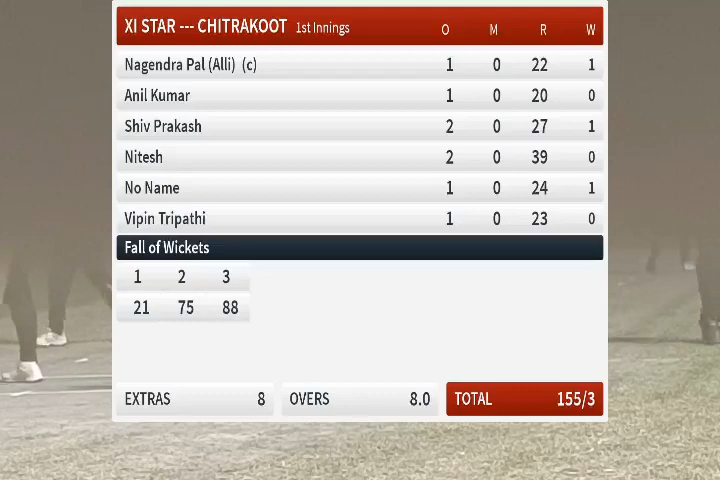 XI STAR --- CHITRAKOOT 1st Innings O M R W
Nagendra Pal (Alli) (c) 1 0 22 1
Anil Kumar 1 0 20 0
Shiv Prakash 2 0 27 1
Nitesh 2 0 39 0
No Name 1 0 24 1
Vipin Tripathi 1 0 23 0
Fall of Wickets
1 2 3
21 75 88
EXTRAS 8 OVERS 8.0 TOTAL 155/3